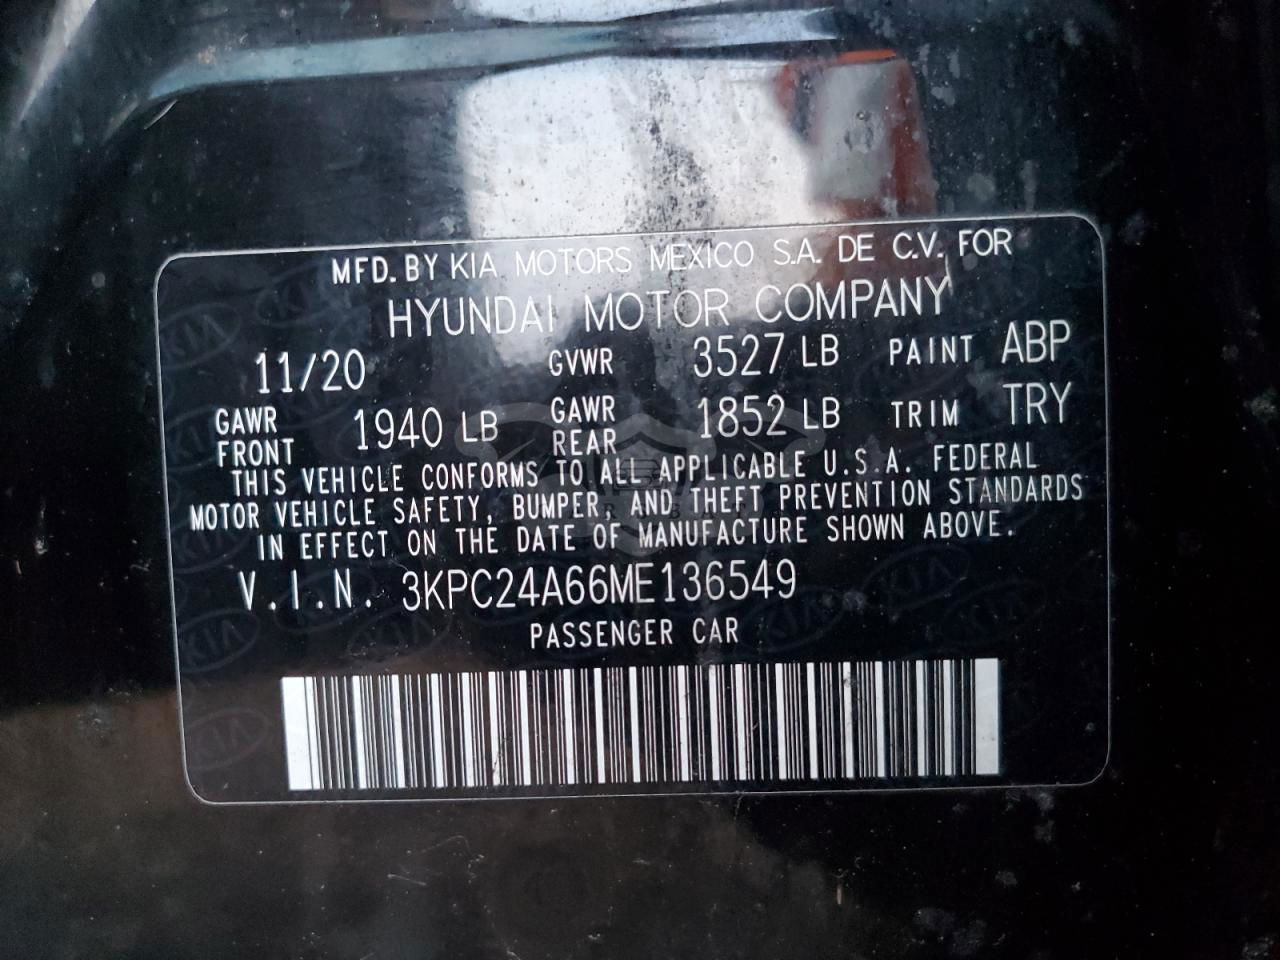 MFD. BY KIA MOTORS MEXICO S.A. DE C.V. FOR
HYUNDAI MOTOR COMPANY
11/20 GVWR 3527 LB PAINT ABP
GAWR FRONT 1940 LB GAWR REAR 1852 LB TRIM TRY
THIS VEHICLE CONFORMS TO ALL APPLICABLE U.S.A. FEDERAL
MOTOR VEHICLE SAFETY, BUMPER, AND THEFT PREVENTION STANDARDS
IN EFFECT ON THE DATE OF MANUFACTURE SHOWN ABOVE.
V.I.N. 3KPC24A66ME136549
PASSENGER CAR